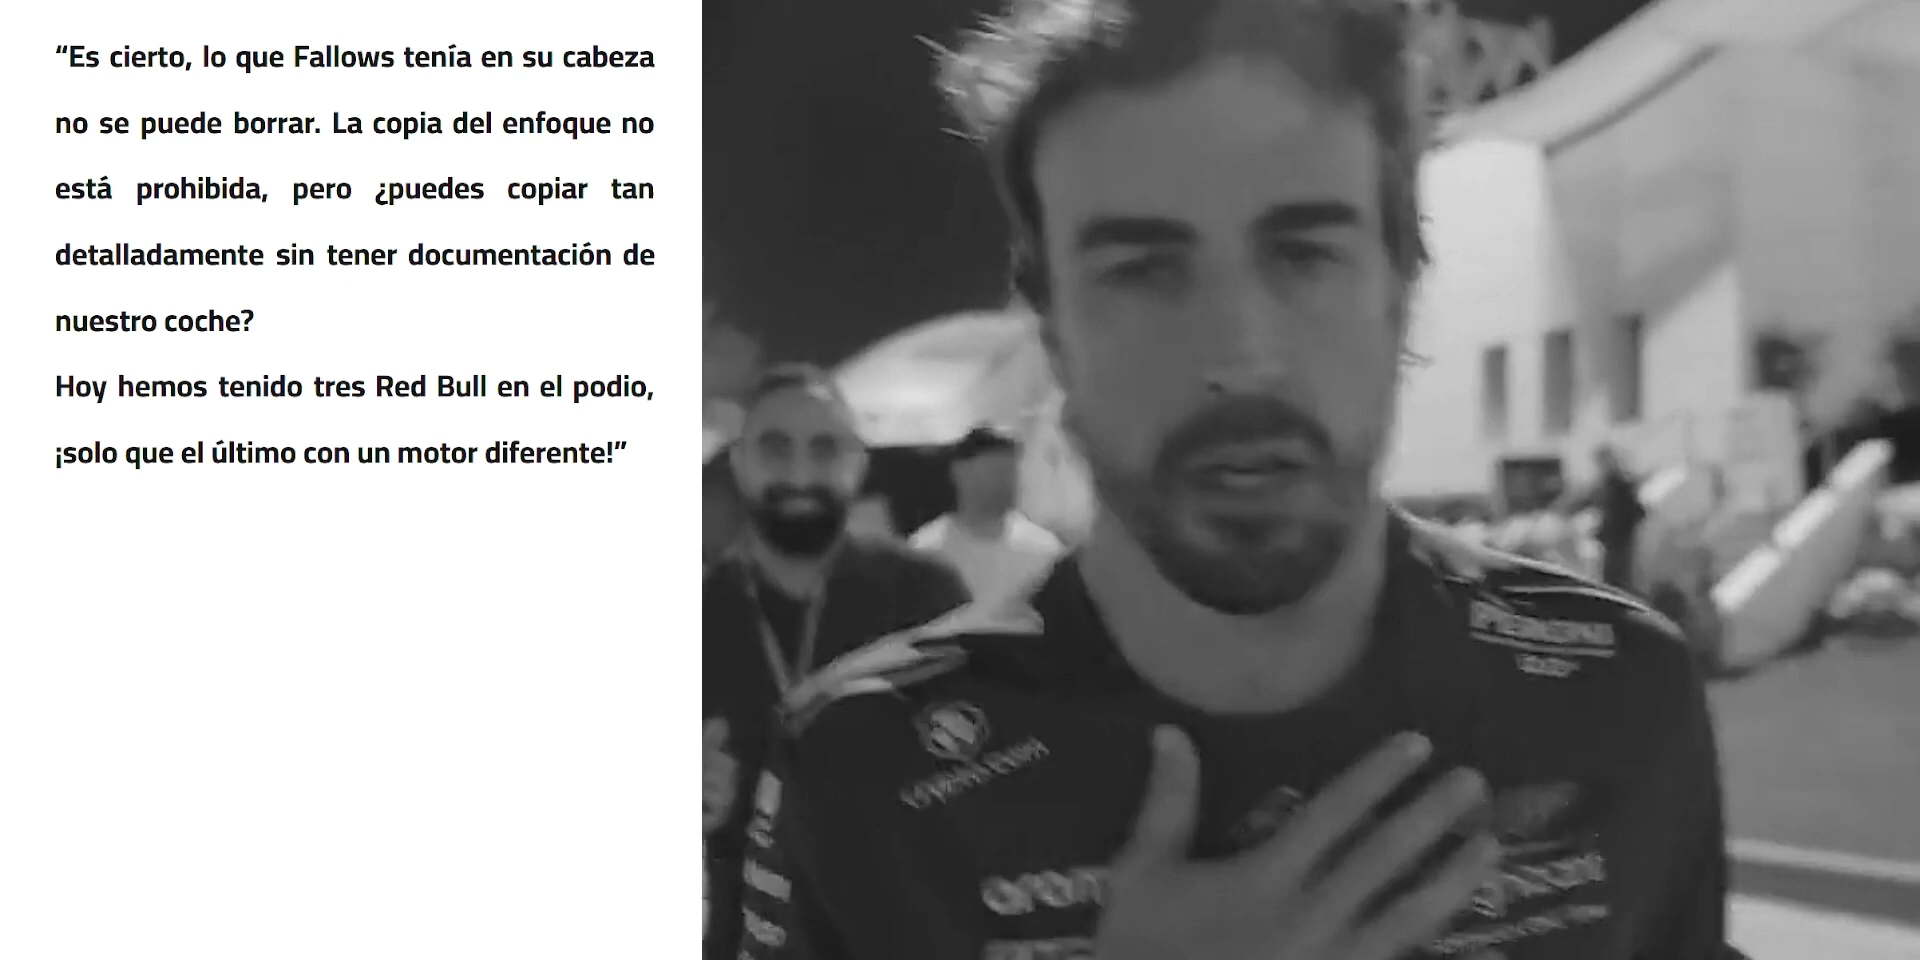 “Es cierto, lo que Fallows tenía en su cabeza
no se puede borrar. La copia del enfoque no
está prohibida, pero ¿puedes copiar tan
detalladamente sin tener documentación de
nuestro coche?
Hoy hemos tenido tres Red Bull en el podio,
¡solo que el último con un motor diferente!”
PERONI